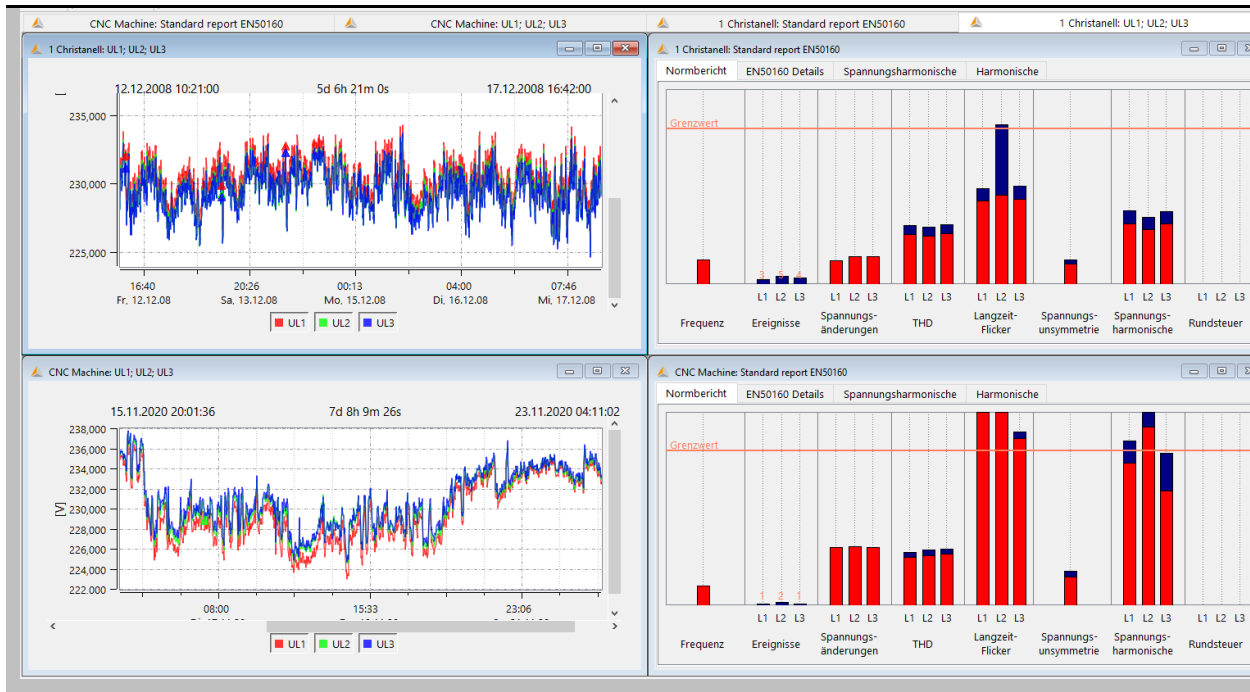 CNC Machine: Standard report EN50160
CNC Machine: UL1; UL2; UL3
1 Christanell: Standard report EN50160
1 Christanell: UL1; UL2; UL3
1 Christanell: UL1; UL2; UL3
12.12.2008 10:21:00 5d 6h 21m 0s 17.12.2008 16:42:00
235,000
230,000
225,000
16:40 20:26 00:13 04:00 07:46
Fr, 12.12.08 Sa, 13.12.08 Mo, 15.12.08 Di, 16.12.08 Mi, 17.12.08
UL1 UL2 UL3
1 Christanell: Standard report EN50160
Normbericht EN50160 Details Spannungsharmonische Harmonische
Grenzwert
3 5 4
L1 L2 L3 L1 L2 L3 L1 L2 L3 L1 L2 L3 L1 L2 L3 L1 L2 L3
Frequenz Ereignisse Spannungs- THD Langzeit- Spannungs- Spannungs- Rundsteuer
änderungen Flicker unsymmetrie harmonische
CNC Machine: UL1; UL2; UL3
15.11.2020 20:01:36 7d 8h 9m 26s 23.11.2020 04:11:02
[V]
238,000
236,000
234,000
232,000
230,000
228,000
226,000
224,000
222,000
08:00 15:33 23:06
UL1 UL2 UL3
CNC Machine: Standard report EN50160
Normbericht EN50160 Details Spannungsharmonische Harmonische
Grenzwert
1 2 1
L1 L2 L3 L1 L2 L3 L1 L2 L3 L1 L2 L3 L1 L2 L3 L1 L2 L3
Frequenz Ereignisse Spannungs- THD Langzeit- Spannungs- Spannungs- Rundsteuer
änderungen Flicker unsymmetrie harmonische